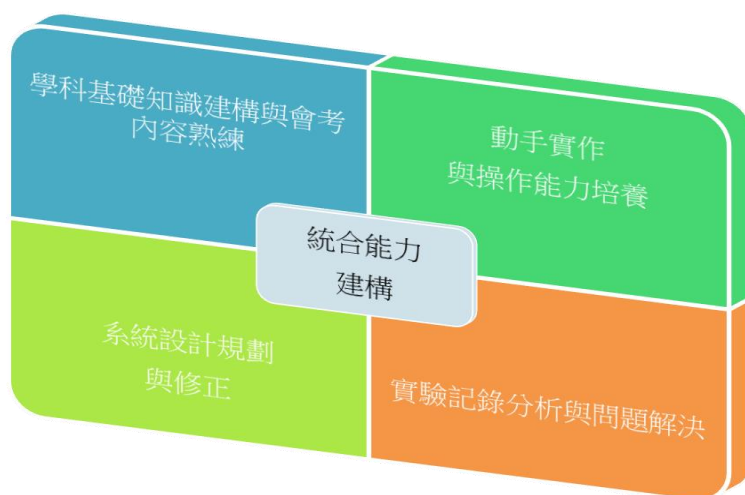 學科基礎知識建構與會考
內容熟練
動手實作
與操作能力培養
統合能力
建構
系統設計規劃
與修正
實驗記錄分析與問題解決